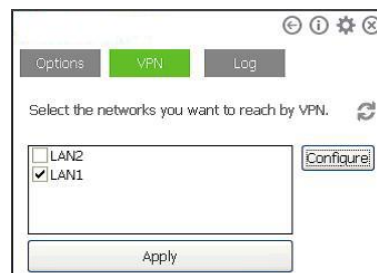 Options VPN Log
Select the networks you want to reach by VPN.
LAN2
LAN1
Configure
Apply